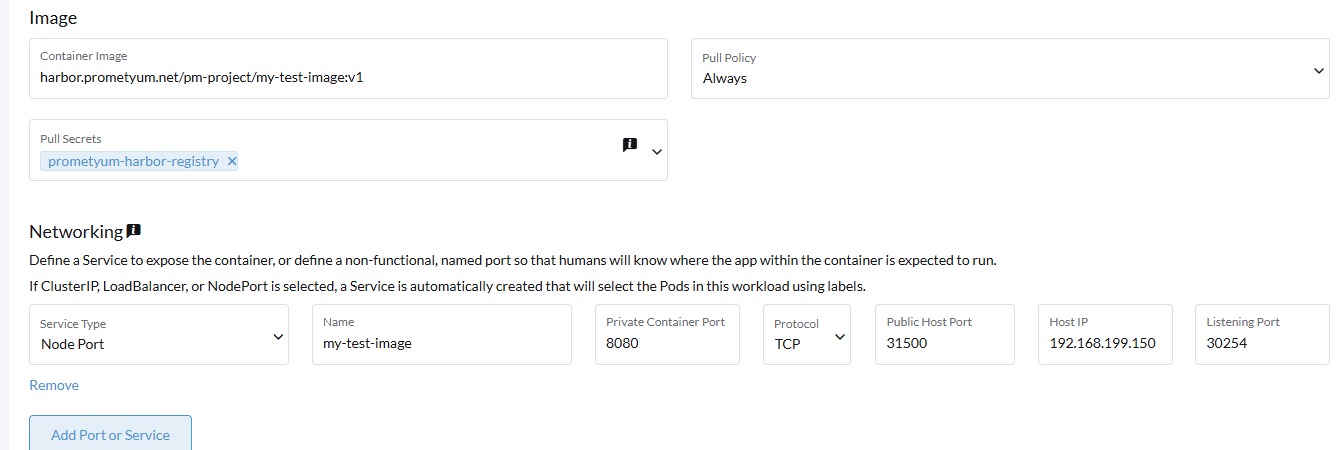 Image
Container Image
harbor.prometyum.net/pm-project/my-test-image:v1
Pull Policy
Always
Pull Secrets
prometyum-harbor-registry ×
Networking
Define a Service to expose the container, or define a non-functional, named port so that humans will know where the app within the container is expected to run.
If ClusterIP, LoadBalancer, or NodePort is selected, a Service is automatically created that will select the Pods in this workload using labels.
Service Type Name Private Container Port Protocol Public Host Port Host IP Listening Port
Node Port my-test-image 8080 TCP 31500 192.168.199.150 30254
Remove
Add Port or Service